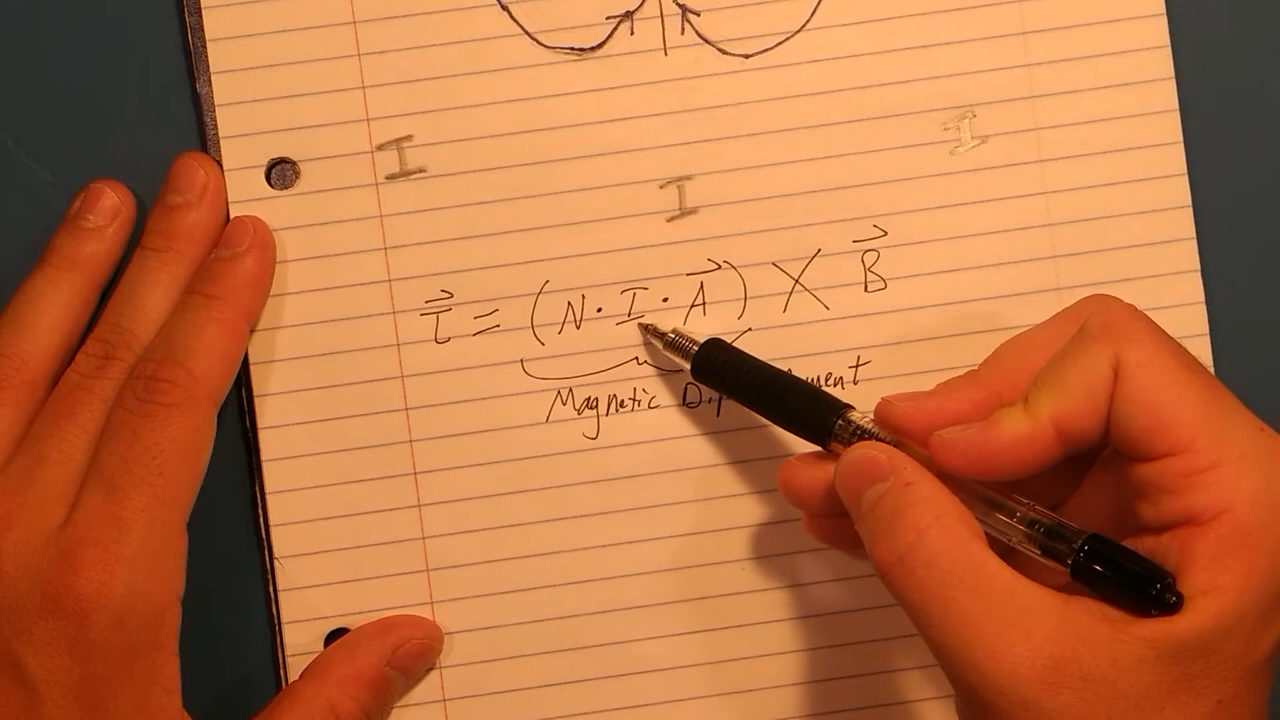 I
I
I
τ⃗ = (N · I · A⃗) X B⃗
Magnetic